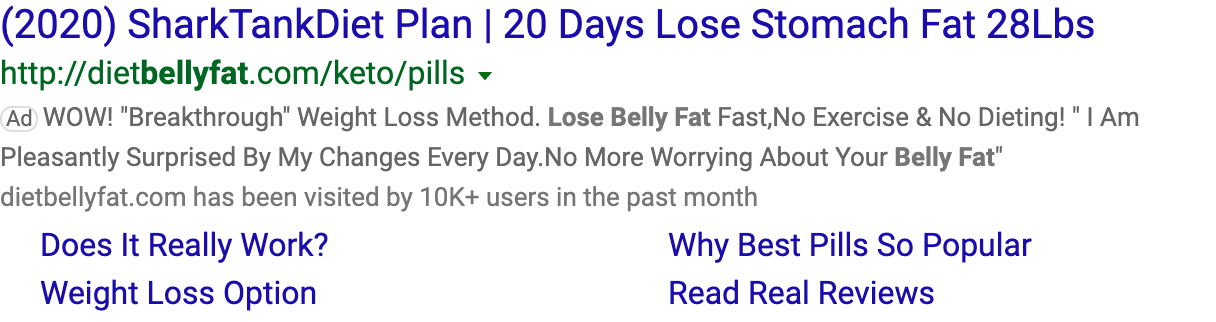 (2020) SharkTankDiet Plan | 20 Days Lose Stomach Fat 28Lbs
http://dietbellyfat.com/keto/pills
Ad WOW! "Breakthrough" Weight Loss Method. Lose Belly Fat Fast,No Exercise & No Dieting! " I Am
Pleasantly Surprised By My Changes Every Day.No More Worrying About Your Belly Fat"
dietbellyfat.com has been visited by 10K+ users in the past month
Does It Really Work?
Why Best Pills So Popular
Weight Loss Option
Read Real Reviews